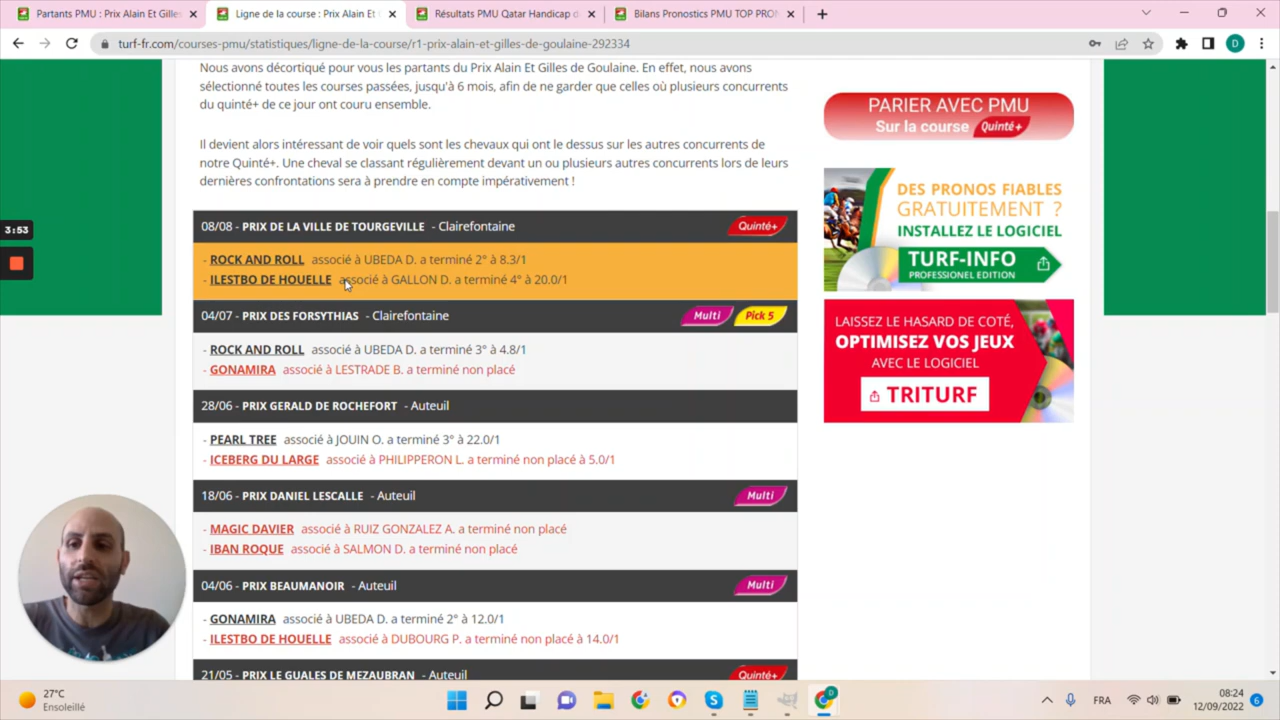 Partants PMU : Prix Alain Et Gilles
Ligne de la course : Prix Alain Et
Résultats PMU Qatar Handicap d
Bilans Pronostics PMU TOP PRON
turf-fr.com/courses-pmu/statistiques/ligne-de-la-course/r1-prix-alain-et-gilles-de-goulaine-292334
D
Nous avons décortiqué pour vous les partants du Prix Alain Et Gilles de Goulaine. En effet, nous avons
sélectionné toutes les courses passées, jusqu'à 6 mois, afin de ne garder que celles où plusieurs concurrents
du quinté+ de ce jour ont couru ensemble.
Il devient alors intéressant de voir quels sont les chevaux qui ont le dessus sur les autres concurrents de
notre Quinté+. Une cheval se classant régulièrement devant un ou plusieurs autres concurrents lors de leurs
dernières confrontations sera à prendre en compte impérativement !
08/08 - PRIX DE LA VILLE DE TOURGEVILLE - Clairefontaine Quinté+
- ROCK AND ROLL associé à UBEDA D. a terminé 2° à 8.3/1
- ILESTBO DE HOUELLE associé à GALLON D. a terminé 4° à 20.0/1
04/07 - PRIX DES FORSYTHIAS - Clairefontaine Multi Pick 5
- ROCK AND ROLL associé à UBEDA D. a terminé 3° à 4.8/1
- GONAMIRA associé à LESTRADE B. a terminé non placé
28/06 - PRIX GERALD DE ROCHEFORT - Auteuil
- PEARL TREE associé à JOUIN O. a terminé 3° à 22.0/1
- ICEBERG DU LARGE associé à PHILIPPERON L. a terminé non placé à 5.0/1
18/06 - PRIX DANIEL LESCALLE - Auteuil Multi
- MAGIC DAVIER associé à RUIZ GONZALEZ A. a terminé non placé
- IBAN ROQUE associé à SALMON D. a terminé non placé
04/06 - PRIX BEAUMANOIR - Auteuil Multi
- GONAMIRA associé à UBEDA D. a terminé 2° à 12.0/1
- ILESTBO DE HOUELLE associé à DUBOURG P. a terminé non placé à 14.0/1
21/05 - PRIX LE GUALES DE MEZAUBRAN - Auteuil Quinté+
PARIER AVEC PMU
Sur la course Quinté+
DES PRONOS FIABLES
GRATUITEMENT ?
INSTALLEZ LE LOGICIEL
TURF-INFO
PROFESSIONEL EDITION
LAISSEZ LE HASARD DE COTÉ,
OPTIMISEZ VOS JEUX
AVEC LE LOGICIEL
TRITURF
3:53
27°C
Ensoleillé
S
D
FRA
08:24
12/09/2022
6